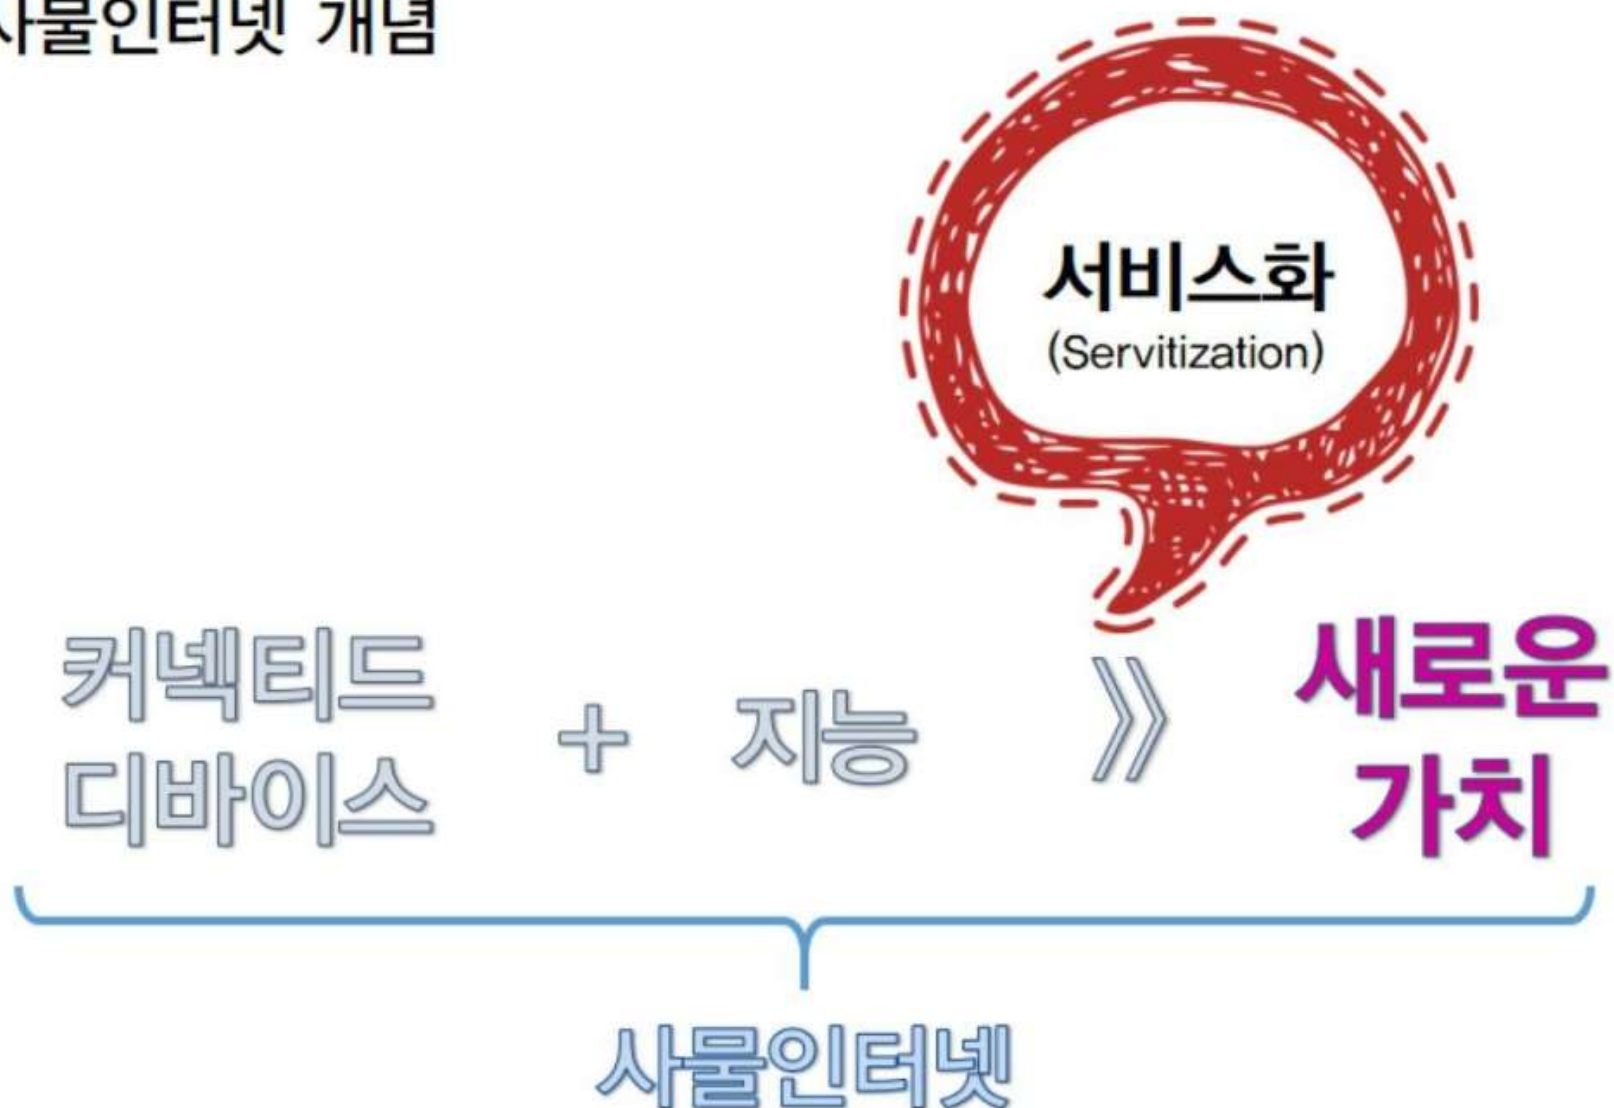 사물인터넷 개념
서비스화
(Servitization)
커넥티드
디바이스
+ 지능 》 새로운
가치
사물인터넷